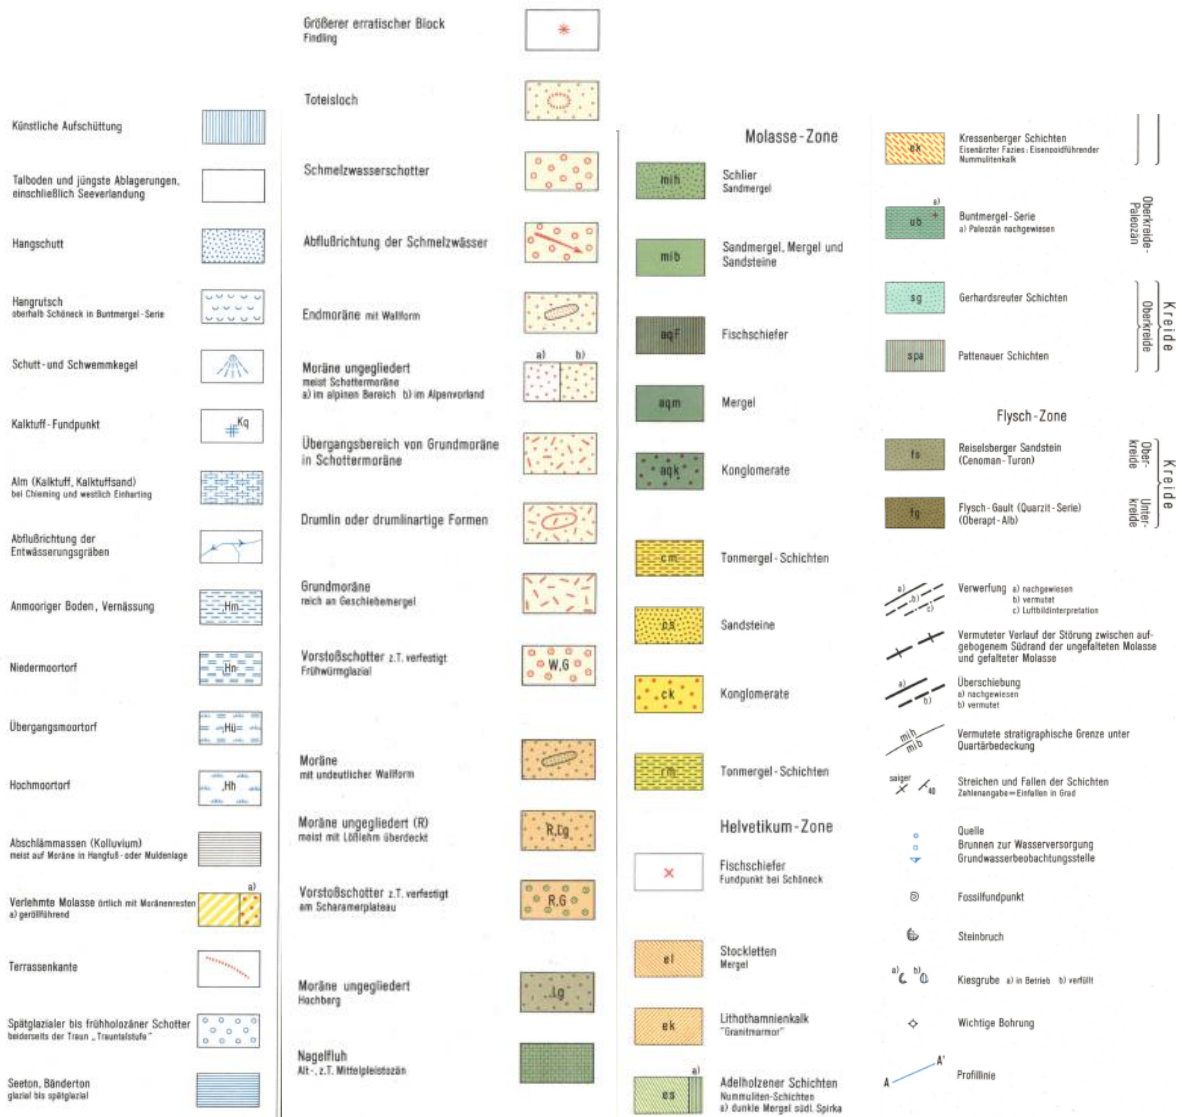 Künstliche Aufschüttung
Talboden und jüngste Ablagerungen,
einschließlich Seeverlandung
Hangschutt
Hangrutsch
oberhalb Schöneck in Buntmergel-Serie
Schutt- und Schwemmkegel
Kalktuff-Fundpunkt
Kq
Alm (Kalktuff, Kalktuffsand)
bei Chieming und westlich Einharting
Abflußrichtung der
Entwässerungsgräben
Anmooriger Boden, Vernässung
Hm
Niedermoortorf
Hn
Übergangsmoortorf
Hü
Hochmoortorf
Hh
Abschlämmassen (Kolluvium)
meist auf Moräne in Hangfuß- oder Muldenlage
a)
Verlehmte Molasse örtlich mit Moränenresten
a) geröllführend
Terrassenkante
Spätglazialer bis frühholozäner Schotter
beiderseits der Traun „Trauntalstufe"
Seeton, Bänderton
glazial bis spätglazial
Größerer erratischer Block
Findling
Toteisloch
Schmelzwasserschotter
Abflußrichtung der Schmelzwässer
Endmoräne mit Wallform
a) b)
Moräne ungegliedert
meist Schottermoräne
a) im alpinen Bereich b) im Alpenvorland
Übergangsbereich von Grundmoräne
in Schottermoräne
Drumlin oder drumlinartige Formen
Grundmoräne
reich an Geschiebemergel
Vorstoßschotter z.T. verfestigt
Frühwürmglazial
W,G
Moräne
mit undeutlicher Wallform
Moräne ungegliedert (R)
meist mit Lößlehm überdeckt
R,Lg
Vorstoßschotter z.T. verfestigt
am Scharamerplateau
R,G
Moräne ungegliedert
Hochberg
Lg
Nagelfluh
Alt-, z.T. Mittelpleistozän
Molasse-Zone
mih
Schlier
Sandmergel
mib
Sandmergel, Mergel und
Sandsteine
aqF
Fischschiefer
aqm
Mergel
aqk
Konglomerate
cm
Tonmergel-Schichten
cs
Sandsteine
ck
Konglomerate
rm
Tonmergel-Schichten
Helvetikum-Zone
Fischschiefer
Fundpunkt bei Schöneck
el
Stockletten
Mergel
ek
Lithothamnienkalk
"Granitmarmor"
a)
es
Adelholzener Schichten
Nummuliten-Schichten
a) dunkle Mergel südl. Spirka
ek
Kressenberger Schichten
Eisenärzter Fazies: Eisenooidführender
Nummulitenkalk
a)
ub
Buntmergel-Serie
a) Paleozän nachgewiesen
Oberkreide-
Paleozän
sg
Gerhardsreuter Schichten
spa
Pattenauer Schichten
Oberkreide
Kreide
Flysch-Zone
fs
Reiselsberger Sandstein
(Cenoman-Turon)
Ober-
kreide
fg
Flysch-Gault (Quarzit-Serie)
(Oberapt-Alb)
Unter-
kreide
Kreide
a)
b)
c)
Verwerfung a) nachgewiesen
b) vermutet
c) Luftbildinterpretation
Vermuteter Verlauf der Störung zwischen auf-
gebogenem Südrand der ungefalteten Molasse
und gefalteter Molasse
a)
b)
Überschiebung
a) nachgewiesen
b) vermutet
mih
mib
Vermutete stratigraphische Grenze unter
Quartärbedeckung
saiger
40
Streichen und Fallen der Schichten
Zahlenangabe = Einfallen in Grad
Quelle
Brunnen zur Wasserversorgung
Grundwasserbeobachtungsstelle
Fossilfundpunkt
Steinbruch
a) b)
Kiesgrube a) in Betrieb b) verfüllt
Wichtige Bohrung
A A'
Profillinie